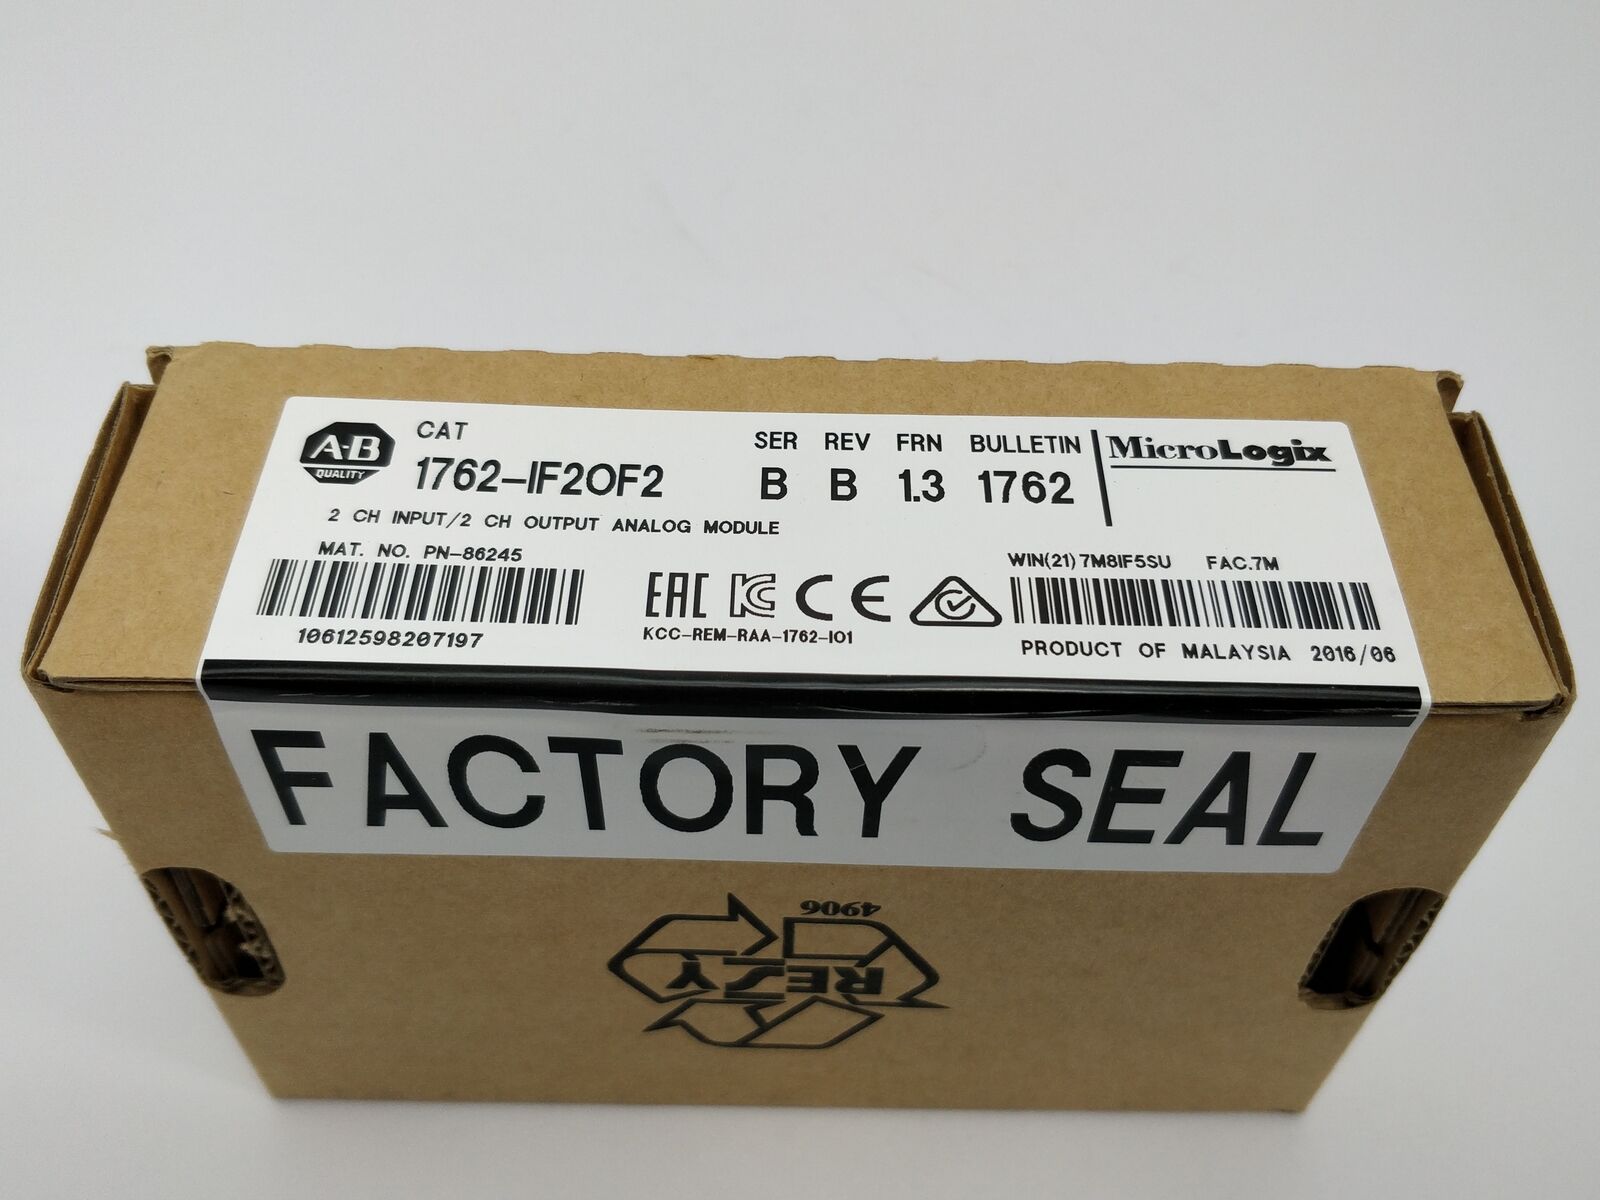 A-B
QUALITY
CAT
1762-IF2OF2
SER REV FRN BULLETIN
B B 1.3 1762
MicroLogix
2 CH INPUT/2 CH OUTPUT ANALOG MODULE
MAT. NO. PN-86245
10612598207197
EAC KC CE
KCC-REM-RAA-1762-IO1
WIN(21) 7M8IF5SU FAC.7M
PRODUCT OF MALAYSIA 2016/06
FACTORY SEAL
4906
RESY